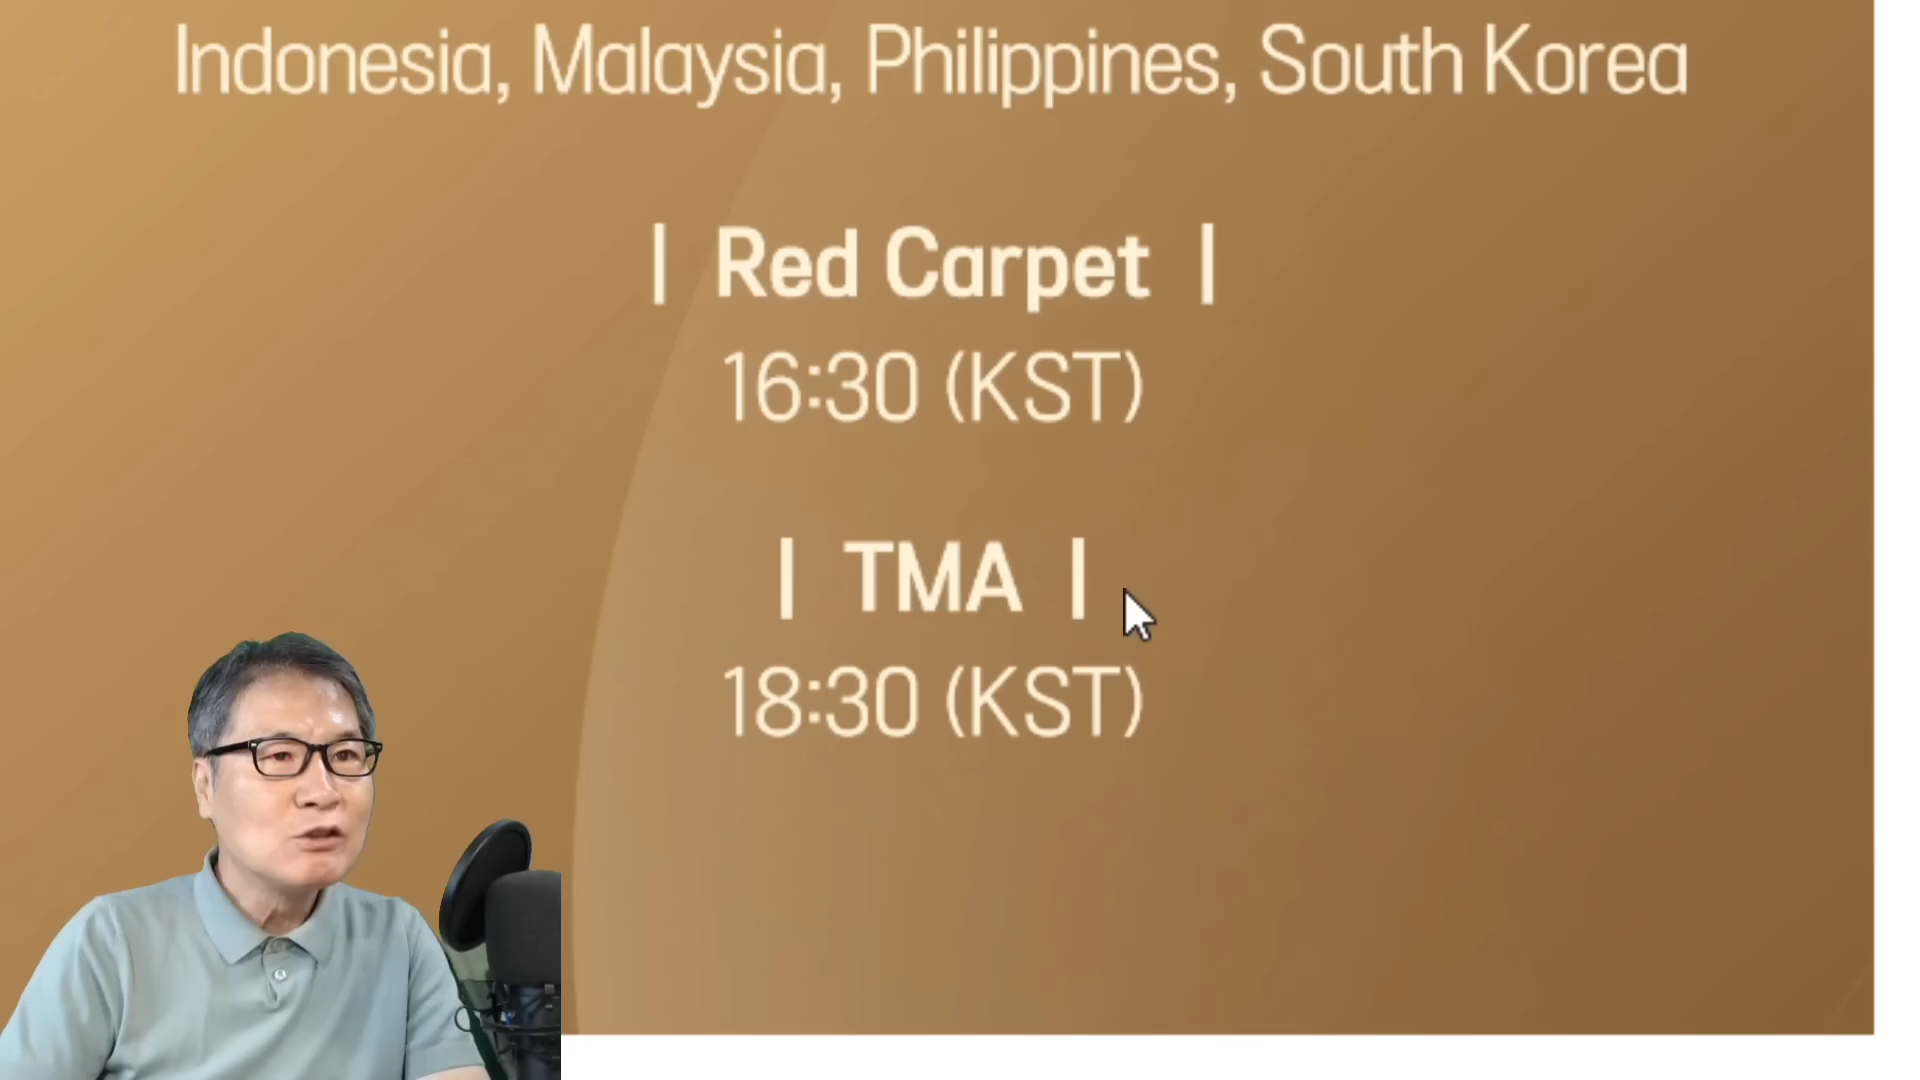 Indonesia, Malaysia, Philippines, South Korea
| Red Carpet |
16:30 (KST)
| TMA |
18:30 (KST)